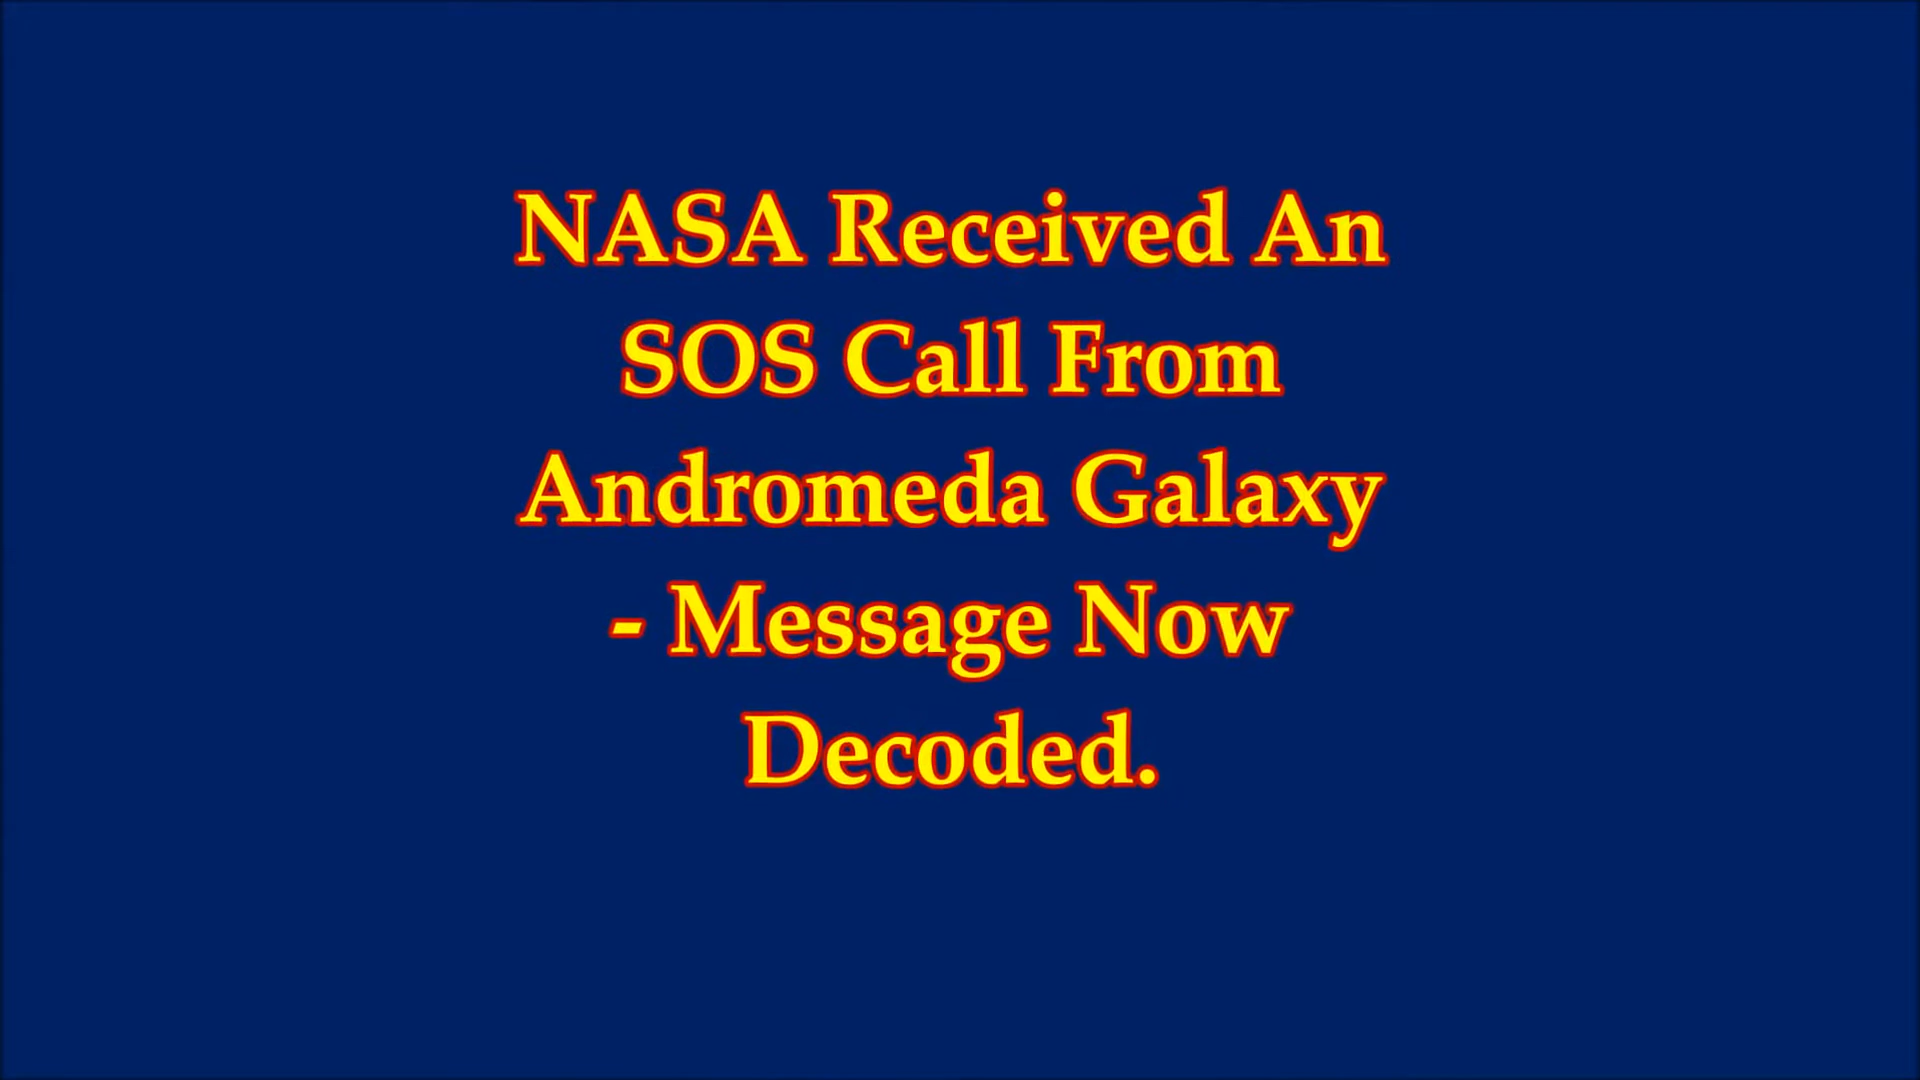 NASA Received An
SOS Call From
Andromeda Galaxy
- Message Now
Decoded.